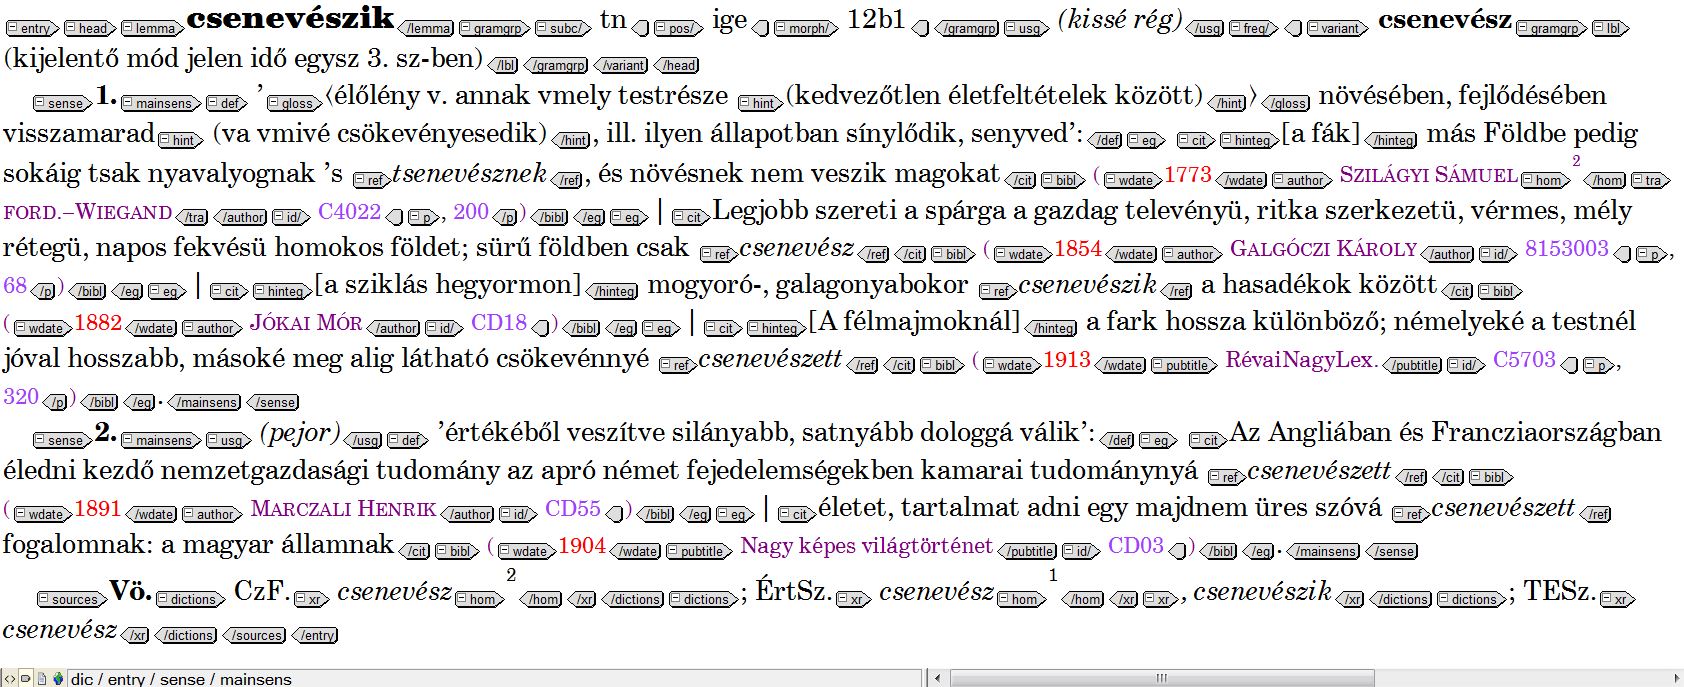 entry head lemma csenevészik /lemma gramgrp subc/ tn pos/ ige morph/ 12b1 /gramgrp usg (kissé rég) /usg freq/ variant csenevész gramgrp lbl
(kijelentő mód jelen idő egysz 3. sz-ben) /lbl /gramgrp /variant /head
sense 1. mainsens def ’ gloss 〈élőlény v. annak vmely testrésze hint (kedvezőtlen életfeltételek között) /hint 〉 /gloss növésében, fejlődésében
visszamarad hint (va vmivé csökevényesedik) /hint , ill. ilyen állapotban sínylődik, senyved’: /def eg cit hinteg [a fák] /hinteg más Földbe pedig
sokáig tsak nyavalyognak ’s ref tsenevésznek /ref , és növésnek nem veszik magokat /cit bibl ( wdate 1773 /wdate author SZILÁGYI SÁMUEL hom 2 /hom tra
FORD.–WIEGAND /tra /author id/ C4022 p , 200 /p ) /bibl /eg eg | cit Legjobb szereti a spárga a gazdag televényü, ritka szerkezetü, vérmes, mély
rétegü, napos fekvésü homokos földet; sürű földben csak ref csenevész /ref /cit bibl ( wdate 1854 /wdate author GALGÓCZI KÁROLY /author id/ 8153003 p ,
68 /p ) /bibl /eg eg | cit hinteg [a sziklás hegyormon] /hinteg mogyoró-, galagonyabokor ref csenevészik /ref a hasadékok között /cit bibl
( wdate 1882 /wdate author JÓKAI MÓR /author id/ CD18 ) /bibl /eg eg | cit hinteg [A félmajmoknál] /hinteg a fark hossza különböző; némelyeké a testnél
jóval hosszabb, másoké meg alig látható csökevénnyé ref csenevészett /ref /cit bibl ( wdate 1913 /wdate pubtitle RévaiNagyLex. /pubtitle id/ C5703 p ,
320 /p ) /bibl /eg . /mainsens /sense
sense 2. mainsens usg (pejor) /usg def ’értékéből veszítve silányabb, satnyább dologgá válik’: /def eg cit Az Angliában és Francziaországban
éledni kezdő nemzetgazdasági tudomány az apró német fejedelemségekben kamarai tudománynyá ref csenevészett /ref /cit bibl
( wdate 1891 /wdate author MARCZALI HENRIK /author id/ CD55 ) /bibl /eg eg | cit életet, tartalmat adni egy majdnem üres szóvá ref csenevészett /ref
fogalomnak: a magyar államnak /cit bibl ( wdate 1904 /wdate pubtitle Nagy képes világtörténet /pubtitle id/ CD03 ) /bibl /eg . /mainsens /sense
sources Vö. dictions CzF. xr csenevész hom 2 /hom /xr /dictions dictions ; ÉrtSz. xr csenevész hom 1 /hom /xr xr , csenevészik /xr /dictions dictions ; TESz. xr
csenevész /xr /dictions /sources /entry
dic / entry / sense / mainsens